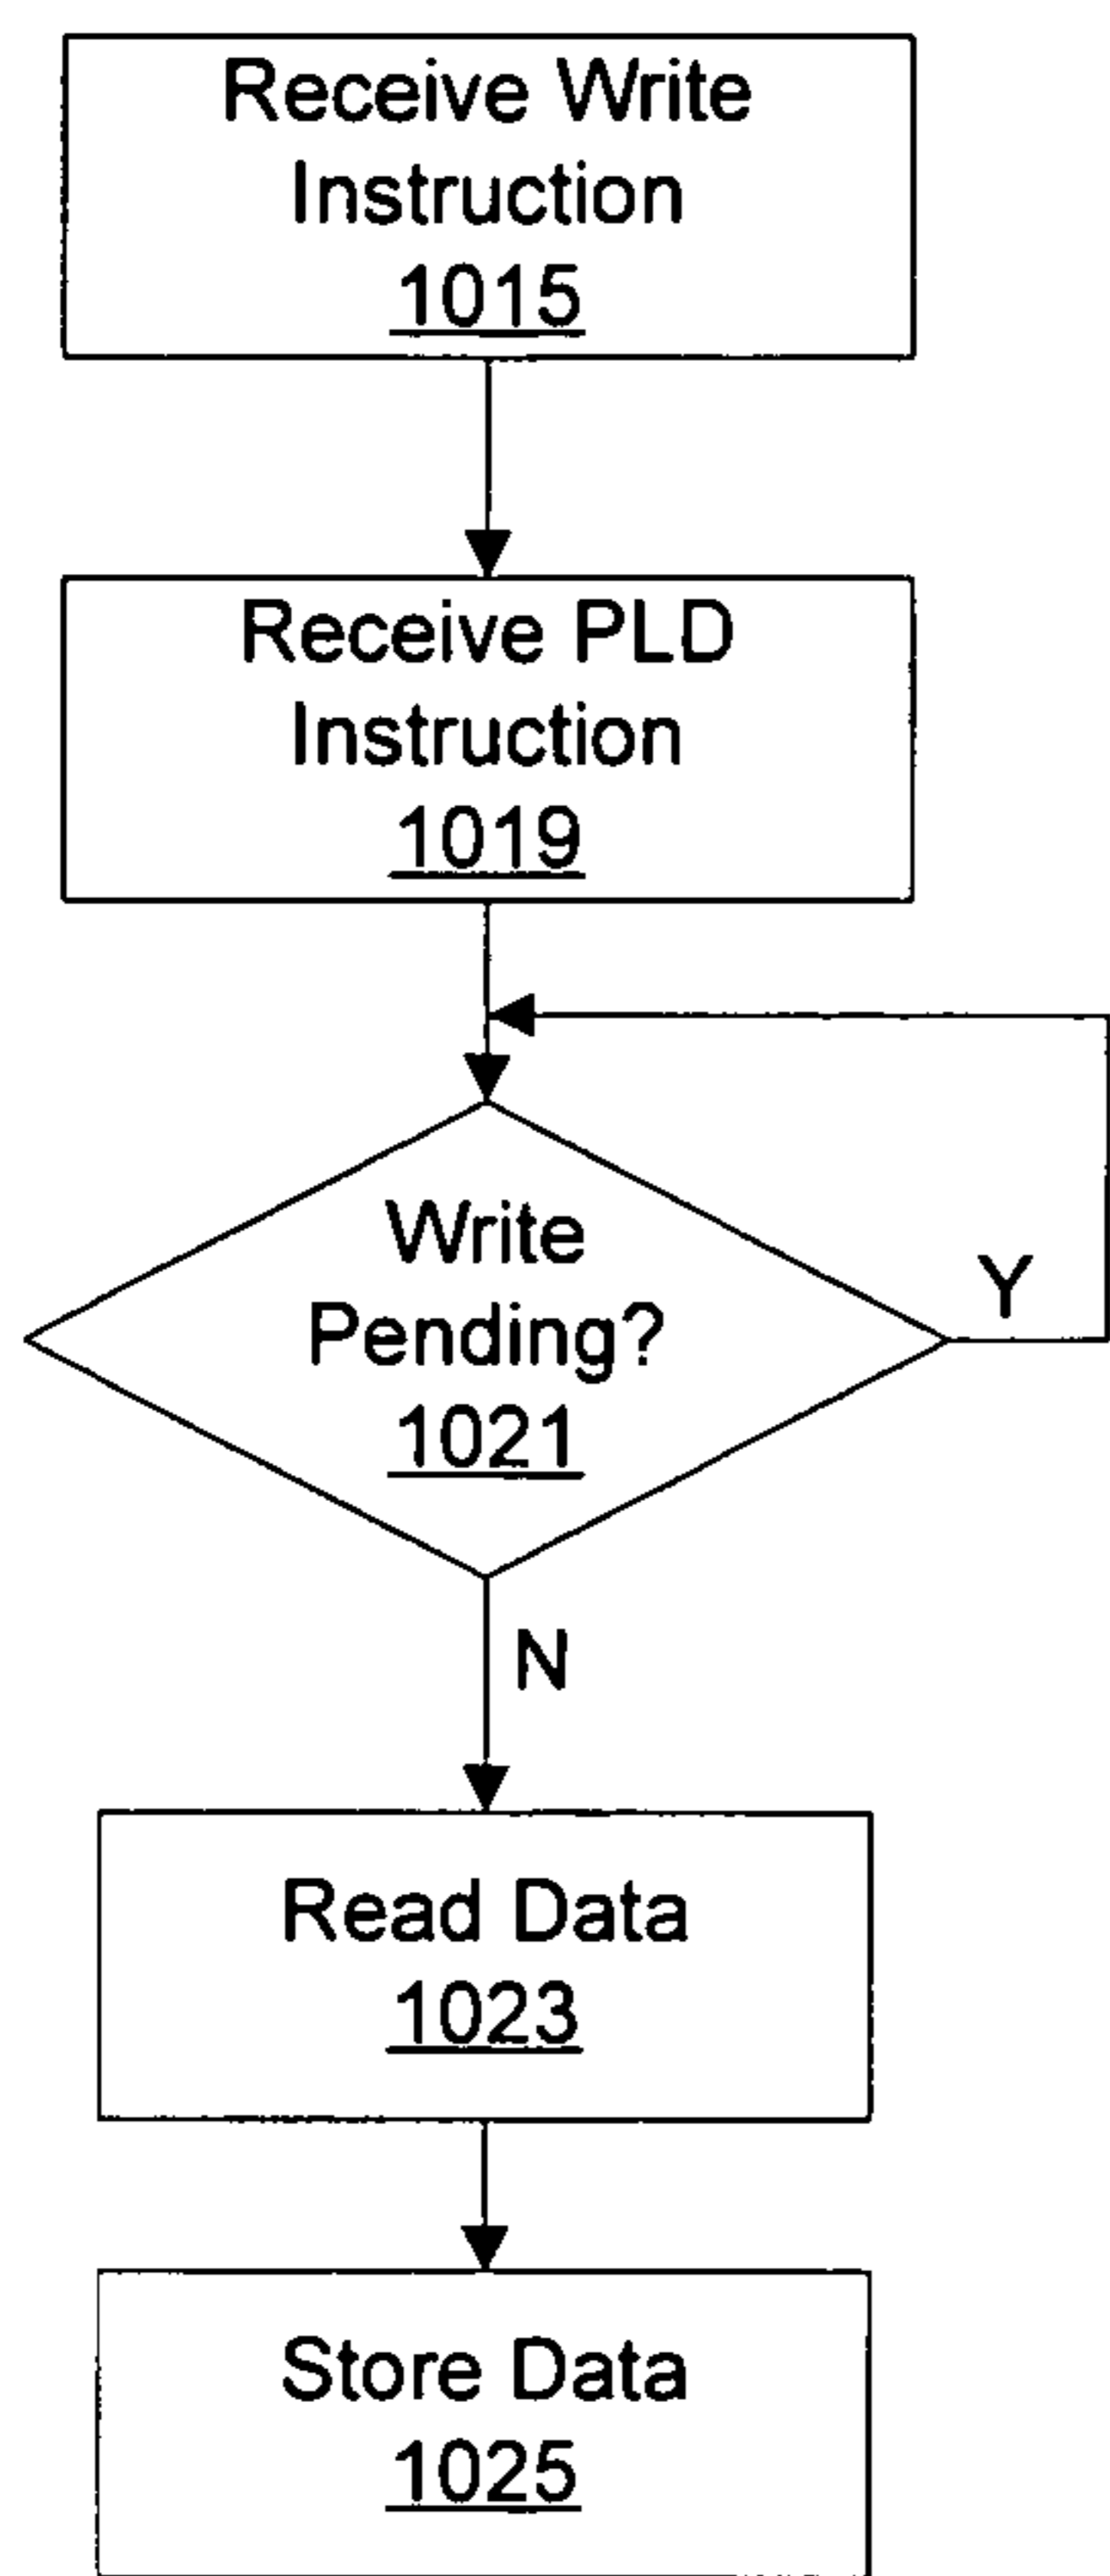 Receive Write
Instruction
1015
Receive PLD
Instruction
1019
Write
Pending?
1021
Y
N
Read Data
1023
Store Data
1025